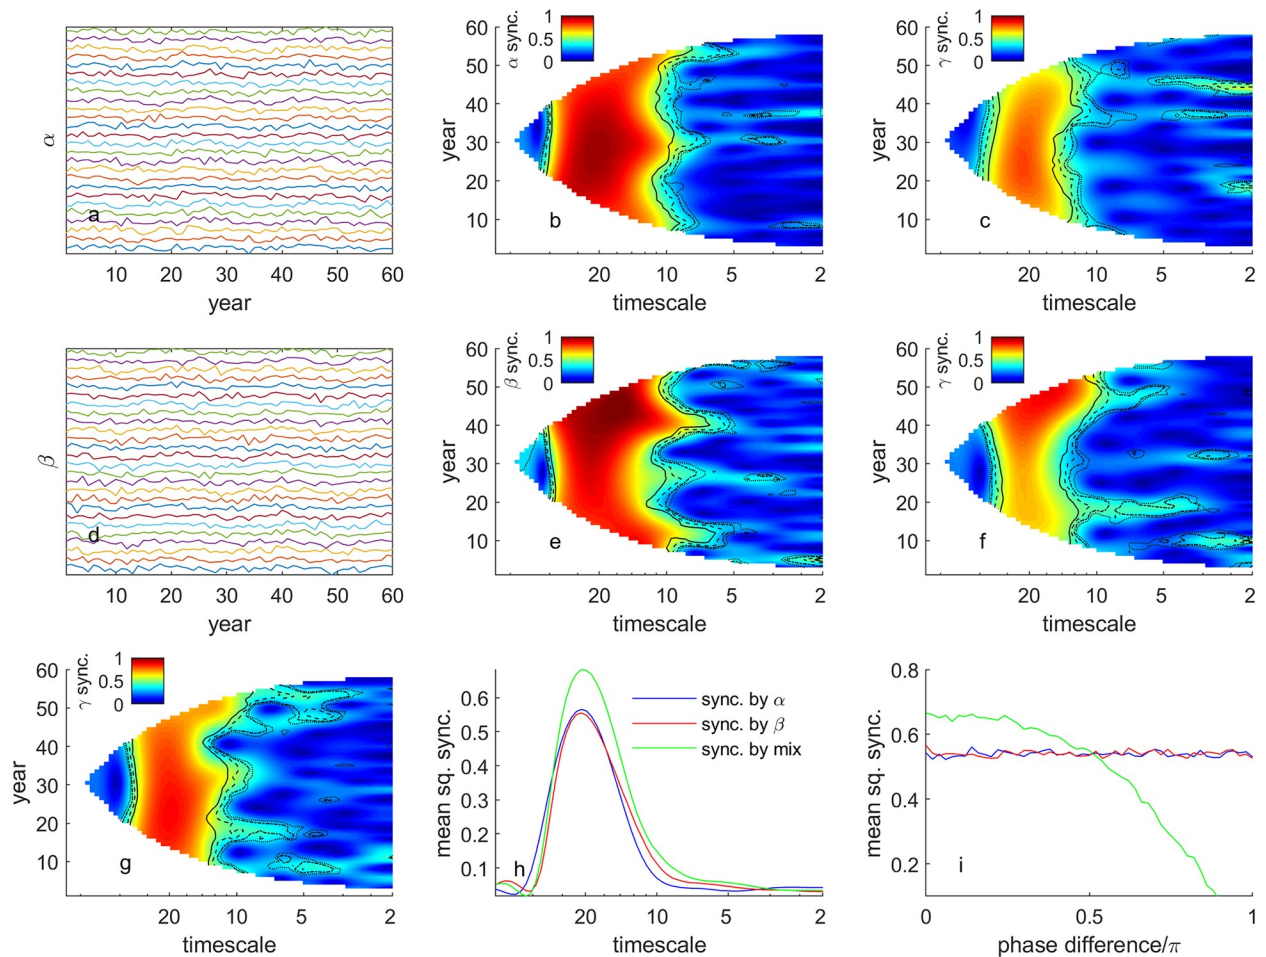 α
a
10 20 30 40 50 60
year
α sync.
1
0.5
0
60
50
40
30
20
10
year
b
20 10 5 2
timescale
γ sync.
1
0.5
0
60
50
40
30
20
10
year
c
20 10 5 2
timescale
β
d
10 20 30 40 50 60
year
β sync.
1
0.5
0
60
50
40
30
20
10
year
e
20 10 5 2
timescale
γ sync.
1
0.5
0
60
50
40
30
20
10
year
f
20 10 5 2
timescale
γ sync.
1
0.5
0
60
50
40
30
20
10
year
g
20 10 5 2
timescale
mean sq. sync.
0.6
0.5
0.4
0.3
0.2
0.1
sync. by α
sync. by β
sync. by mix
h
20 10 5 2
timescale
mean sq. sync.
0.8
0.6
0.4
0.2
i
0 0.5 1
phase difference/π